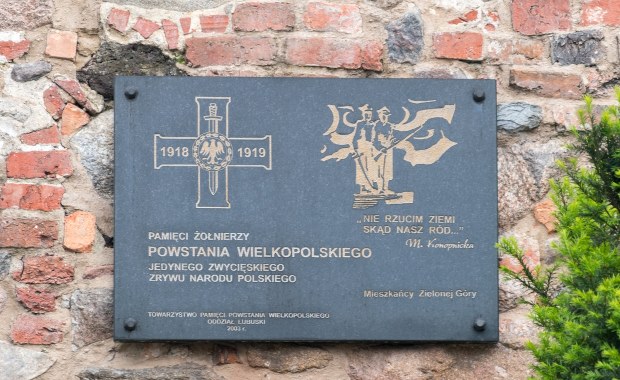 1918 1919
„NIE RZUCIM ZIEMI
SKĄD NASZ RÓD..."
M. Konopnicka
PAMIĘCI ŻOŁNIERZY
POWSTANIA WIELKOPOLSKIEGO
JEDYNEGO ZWYCIĘSKIEGO
ZRYWU NARODU POLSKIEGO
Mieszkańcy Zielonej Góry
TOWARZYSTWO PAMIĘCI POWSTANIA WIELKOPOLSKIEGO
ODDZIAŁ LUBUSKI
2003 r.